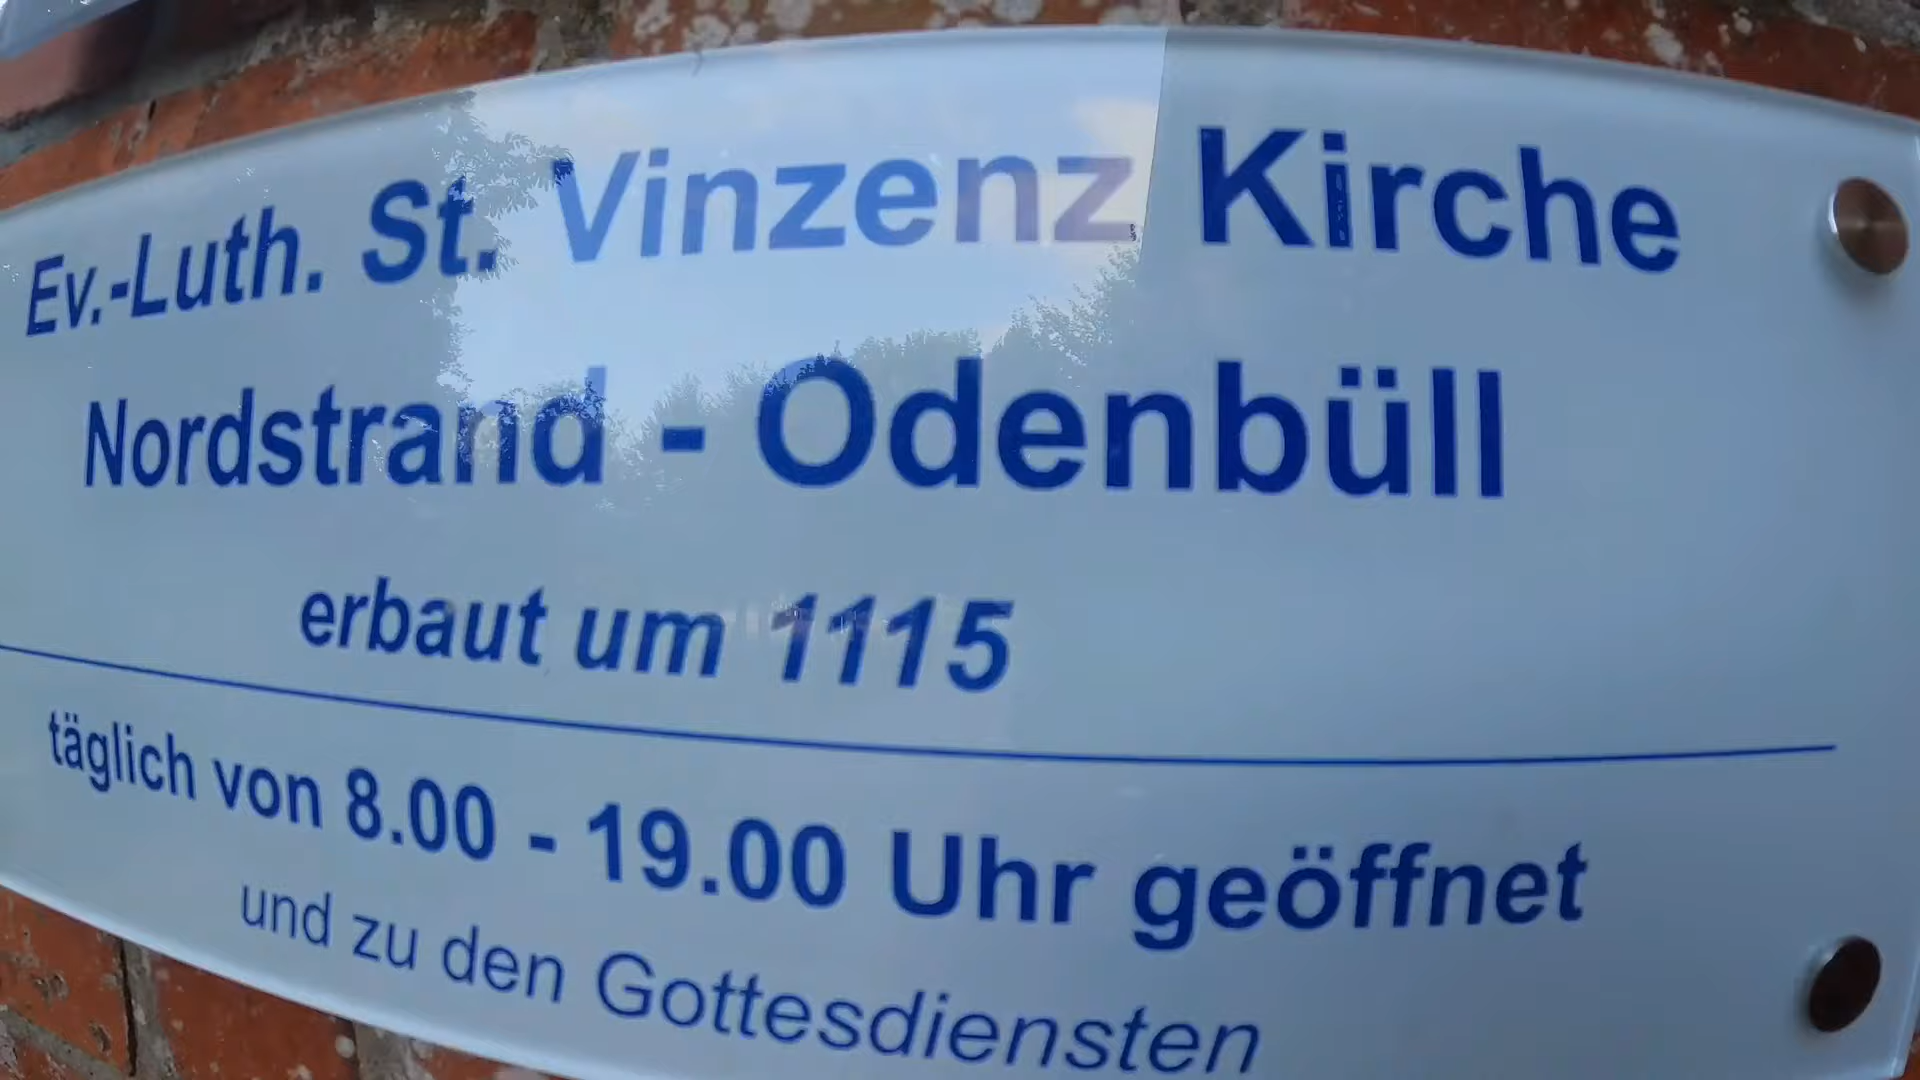 Ev.-Luth. St. Vinzenz Kirche
Nordstrand - Odenbüll
erbaut um 1115
täglich von 8.00 - 19.00 Uhr geöffnet
und zu den Gottesdiensten